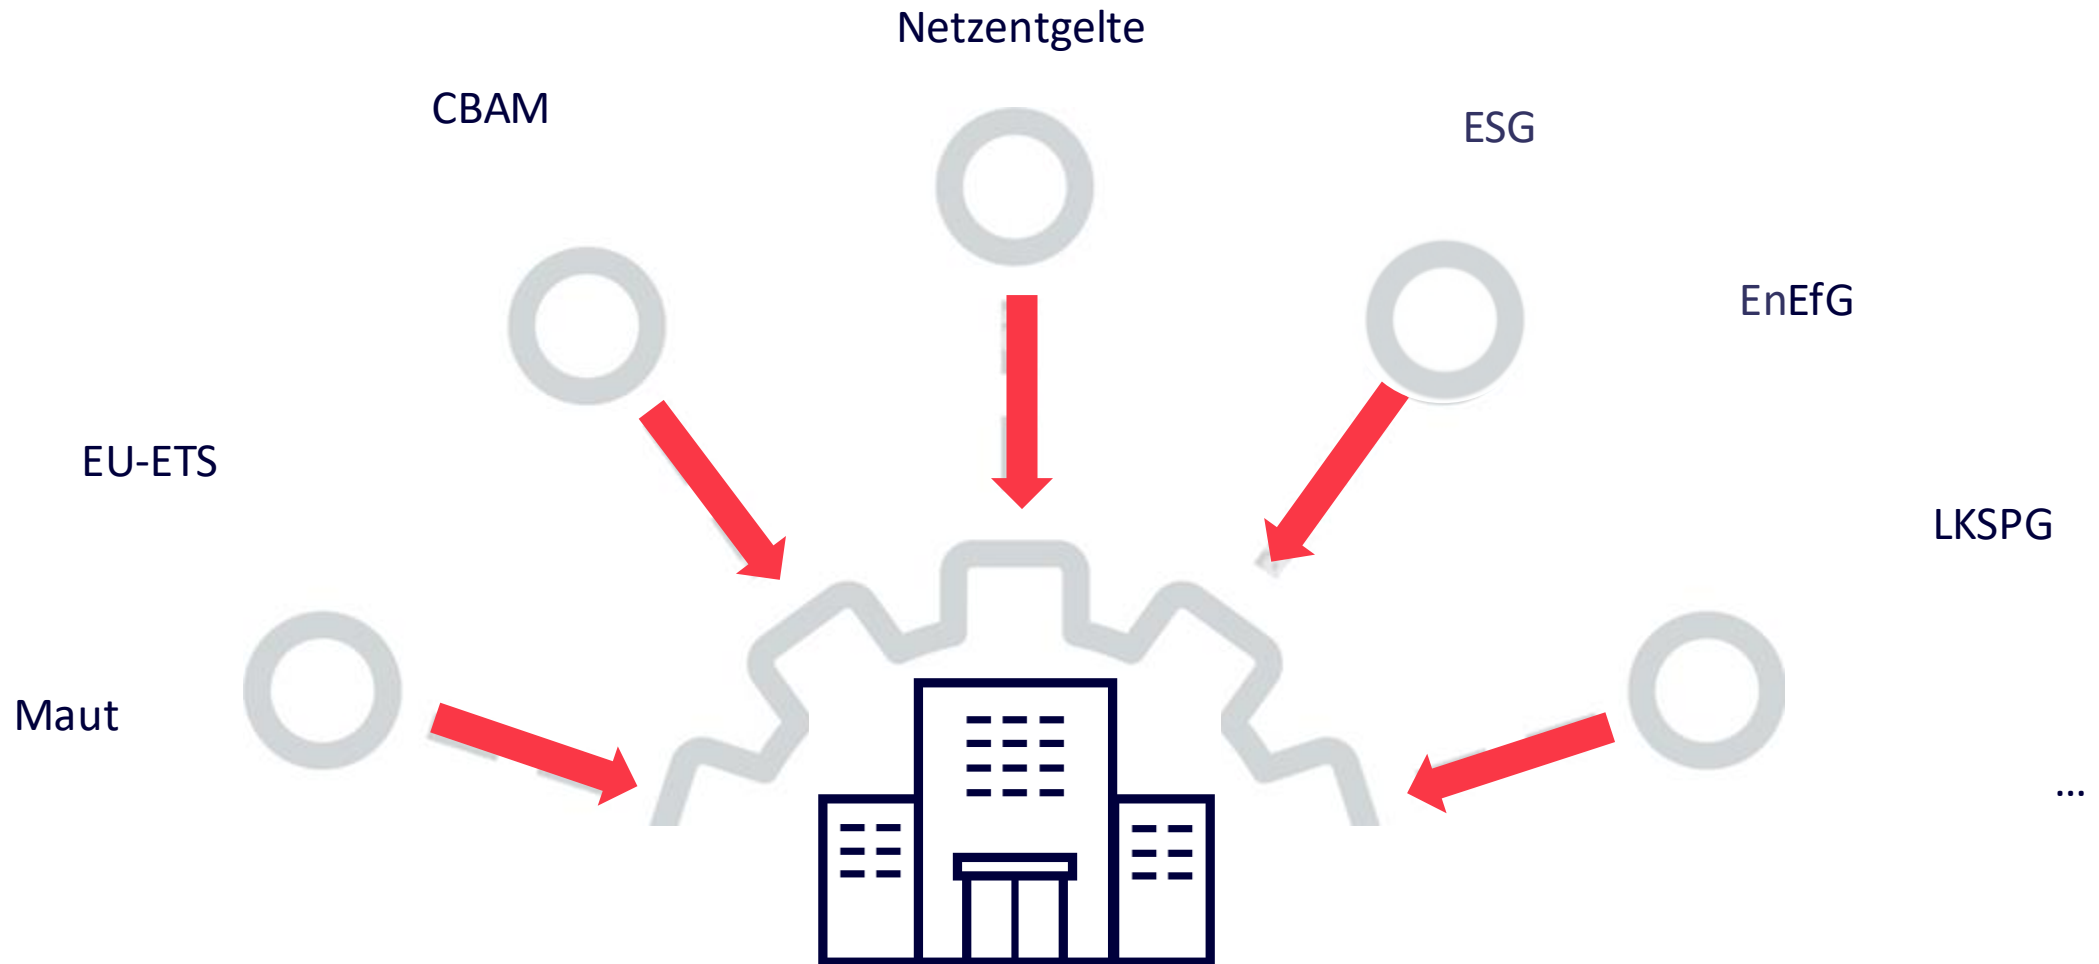 Netzentgelte
CBAM
ESG
EnEfG
EU-ETS
LKSPG
Maut
...